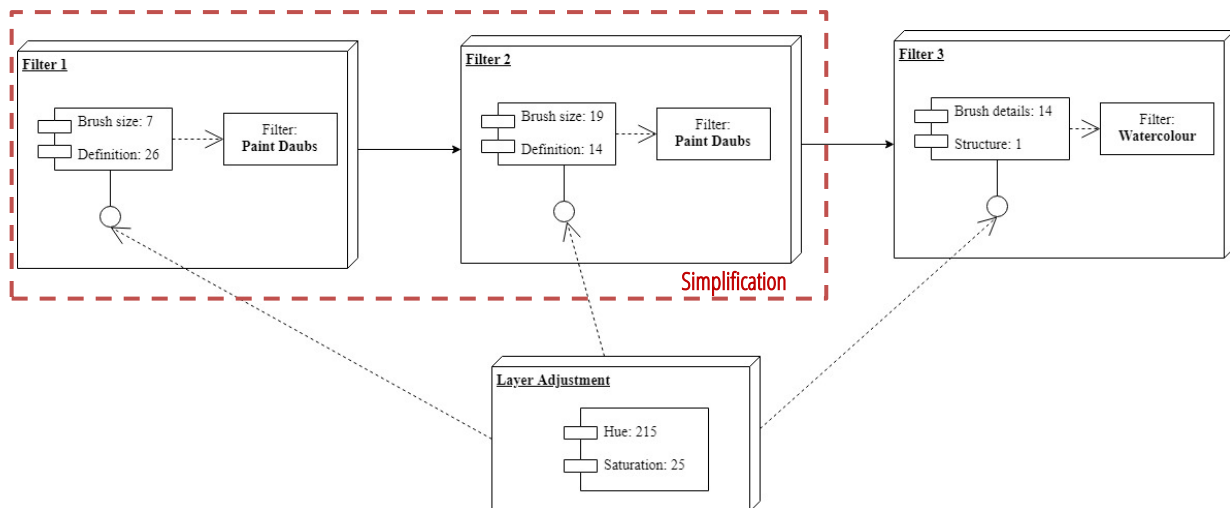 Filter 1
Brush size: 7
Definition: 26
Filter:
Paint Daubs
Filter 2
Brush size: 19
Definition: 14
Filter:
Paint Daubs
Simplification
Filter 3
Brush details: 14
Structure: 1
Filter:
Watercolour
Layer Adjustment
Hue: 215
Saturation: 25